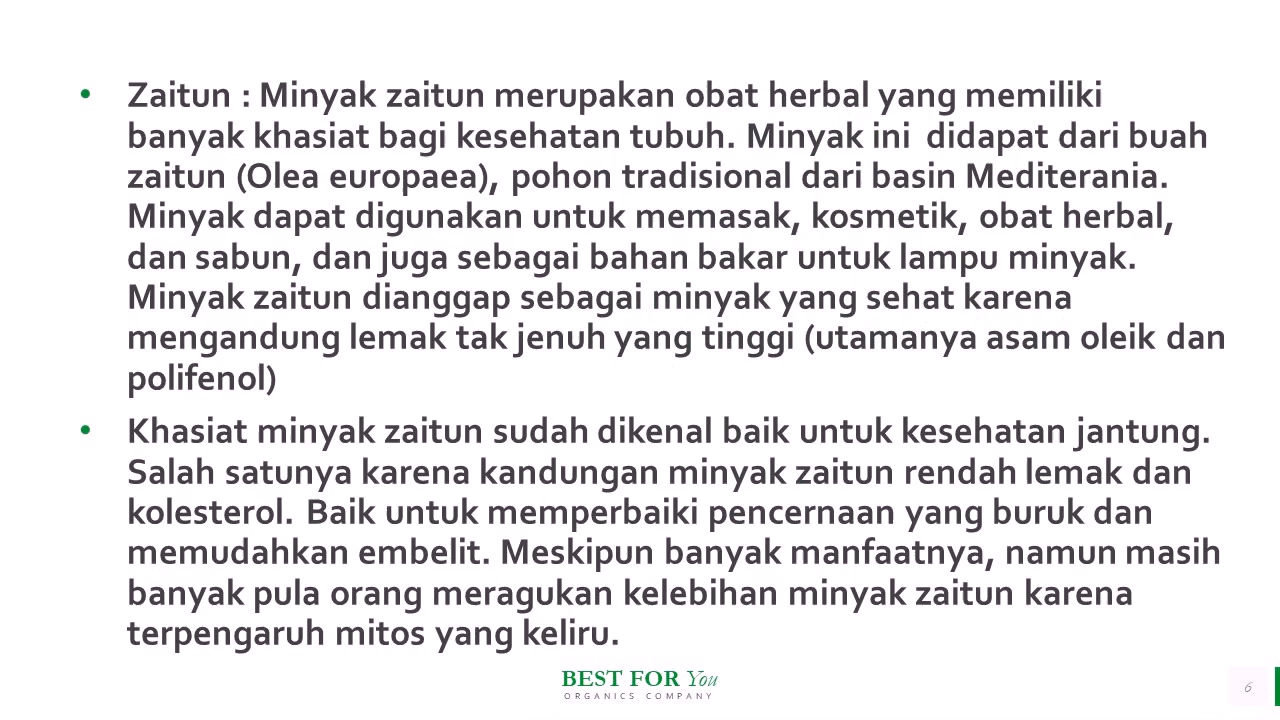 • Zaitun : Minyak zaitun merupakan obat herbal yang memiliki
banyak khasiat bagi kesehatan tubuh. Minyak ini  didapat dari buah
zaitun (Olea europaea), pohon tradisional dari basin Mediterania.
Minyak dapat digunakan untuk memasak, kosmetik, obat herbal,
dan sabun, dan juga sebagai bahan bakar untuk lampu minyak.
Minyak zaitun dianggap sebagai minyak yang sehat karena
mengandung lemak tak jenuh yang tinggi (utamanya asam oleik dan
polifenol)
• Khasiat minyak zaitun sudah dikenal baik untuk kesehatan jantung.
Salah satunya karena kandungan minyak zaitun rendah lemak dan
kolesterol. Baik untuk memperbaiki pencernaan yang buruk dan
memudahkan embelit. Meskipun banyak manfaatnya, namun masih
banyak pula orang meragukan kelebihan minyak zaitun karena
terpengaruh mitos yang keliru.
BEST FOR You
ORGANICS COMPANY
6